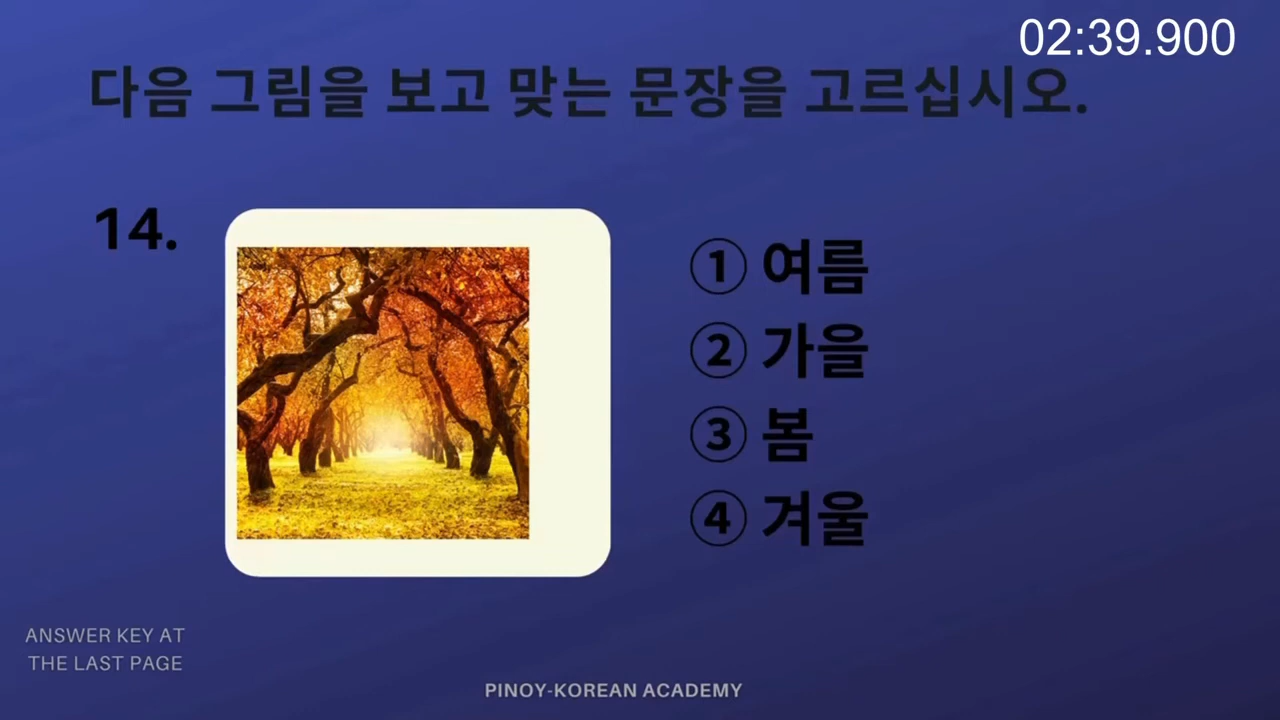 02:39.900
다음 그림을 보고 맞는 문장을 고르십시오.
14.
① 여름
② 가을
③ 봄
④ 겨울
ANSWER KEY AT
THE LAST PAGE
PINOY-KOREAN ACADEMY